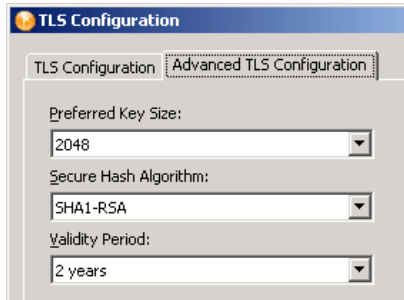 TLS Configuration
TLS Configuration Advanced TLS Configuration
Preferred Key Size:
2048
Secure Hash Algorithm:
SHA1-RSA
Validity Period:
2 years